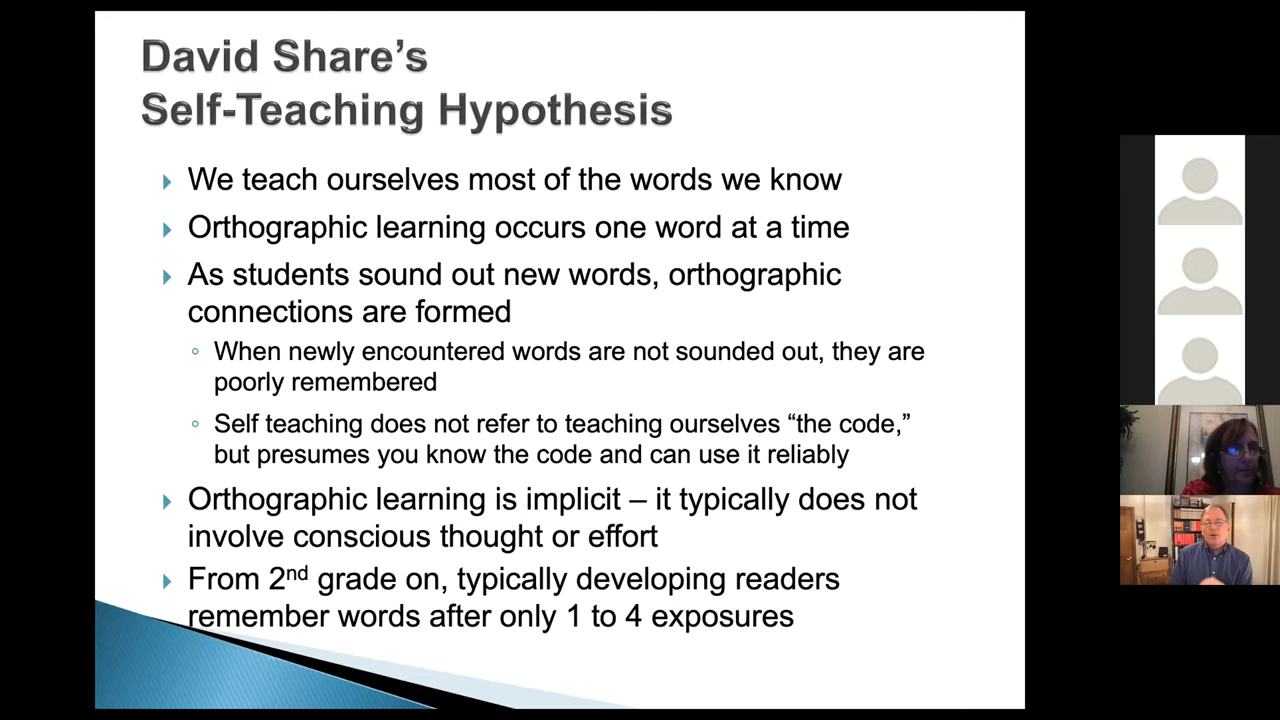 David Share’s
Self-Teaching Hypothesis
We teach ourselves most of the words we know
Orthographic learning occurs one word at a time
As students sound out new words, orthographic
connections are formed
When newly encountered words are not sounded out, they are
poorly remembered
Self teaching does not refer to teaching ourselves “the code,”
but presumes you know the code and can use it reliably
Orthographic learning is implicit – it typically does not
involve conscious thought or effort
From 2nd grade on, typically developing readers
remember words after only 1 to 4 exposures